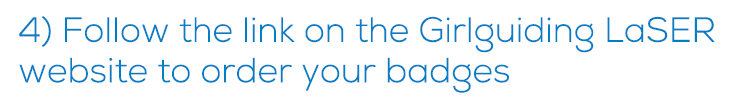 4) Follow the link on the Girlguiding LaSER
website to order your badges